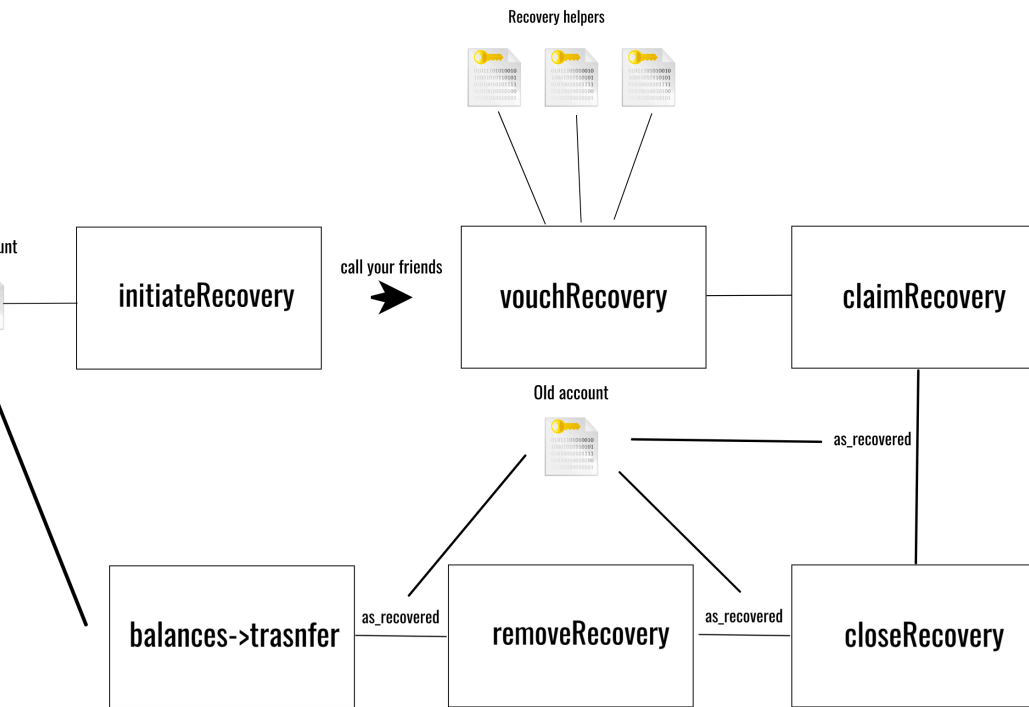 Recovery helpers
unt
call your friends
initiateRecovery
vouchRecovery
claimRecovery
Old account
as_recovered
as_recovered
as_recovered
balances->trasnfer
removeRecovery
closeRecovery